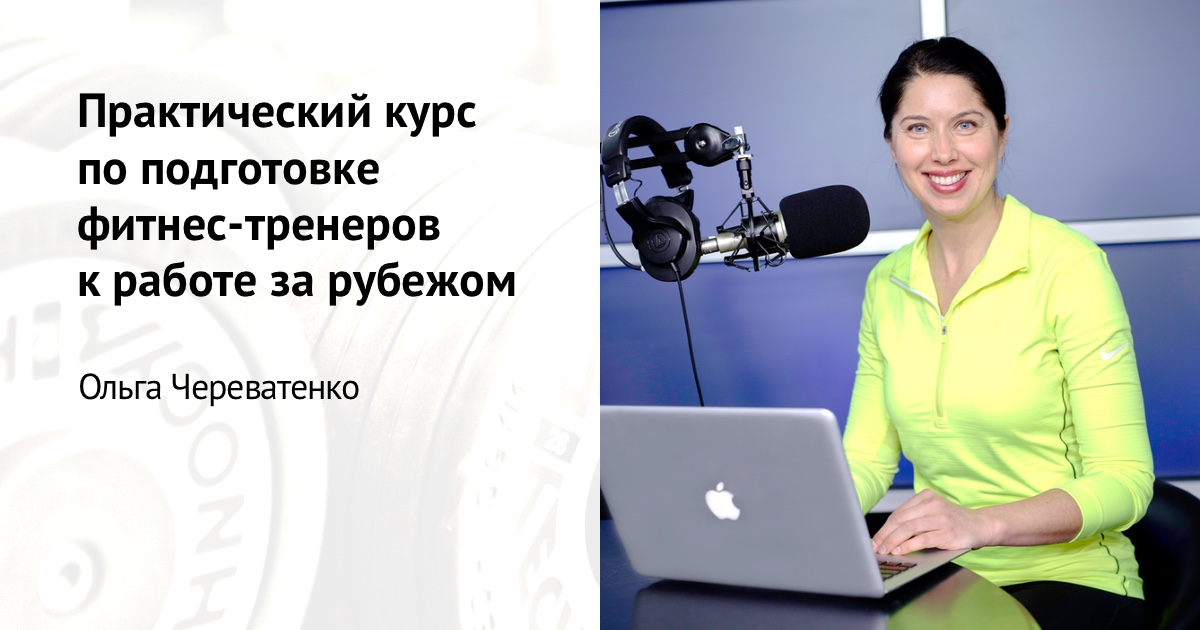 Практический курс
по подготовке
фитнес-тренеров
к работе за рубежом
Ольга Череватенко